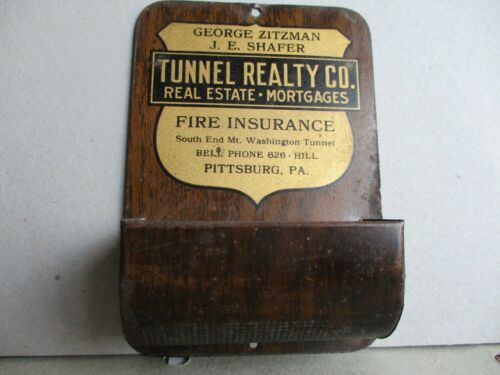 GEORGE ZITZMAN
J. E. SHAFER
TUNNEL REALTY CO.
REAL ESTATE · MORTGAGES
FIRE INSURANCE
South End Mt. Washington Tunnel
BELL PHONE 626 · HILL
PITTSBURG, PA.